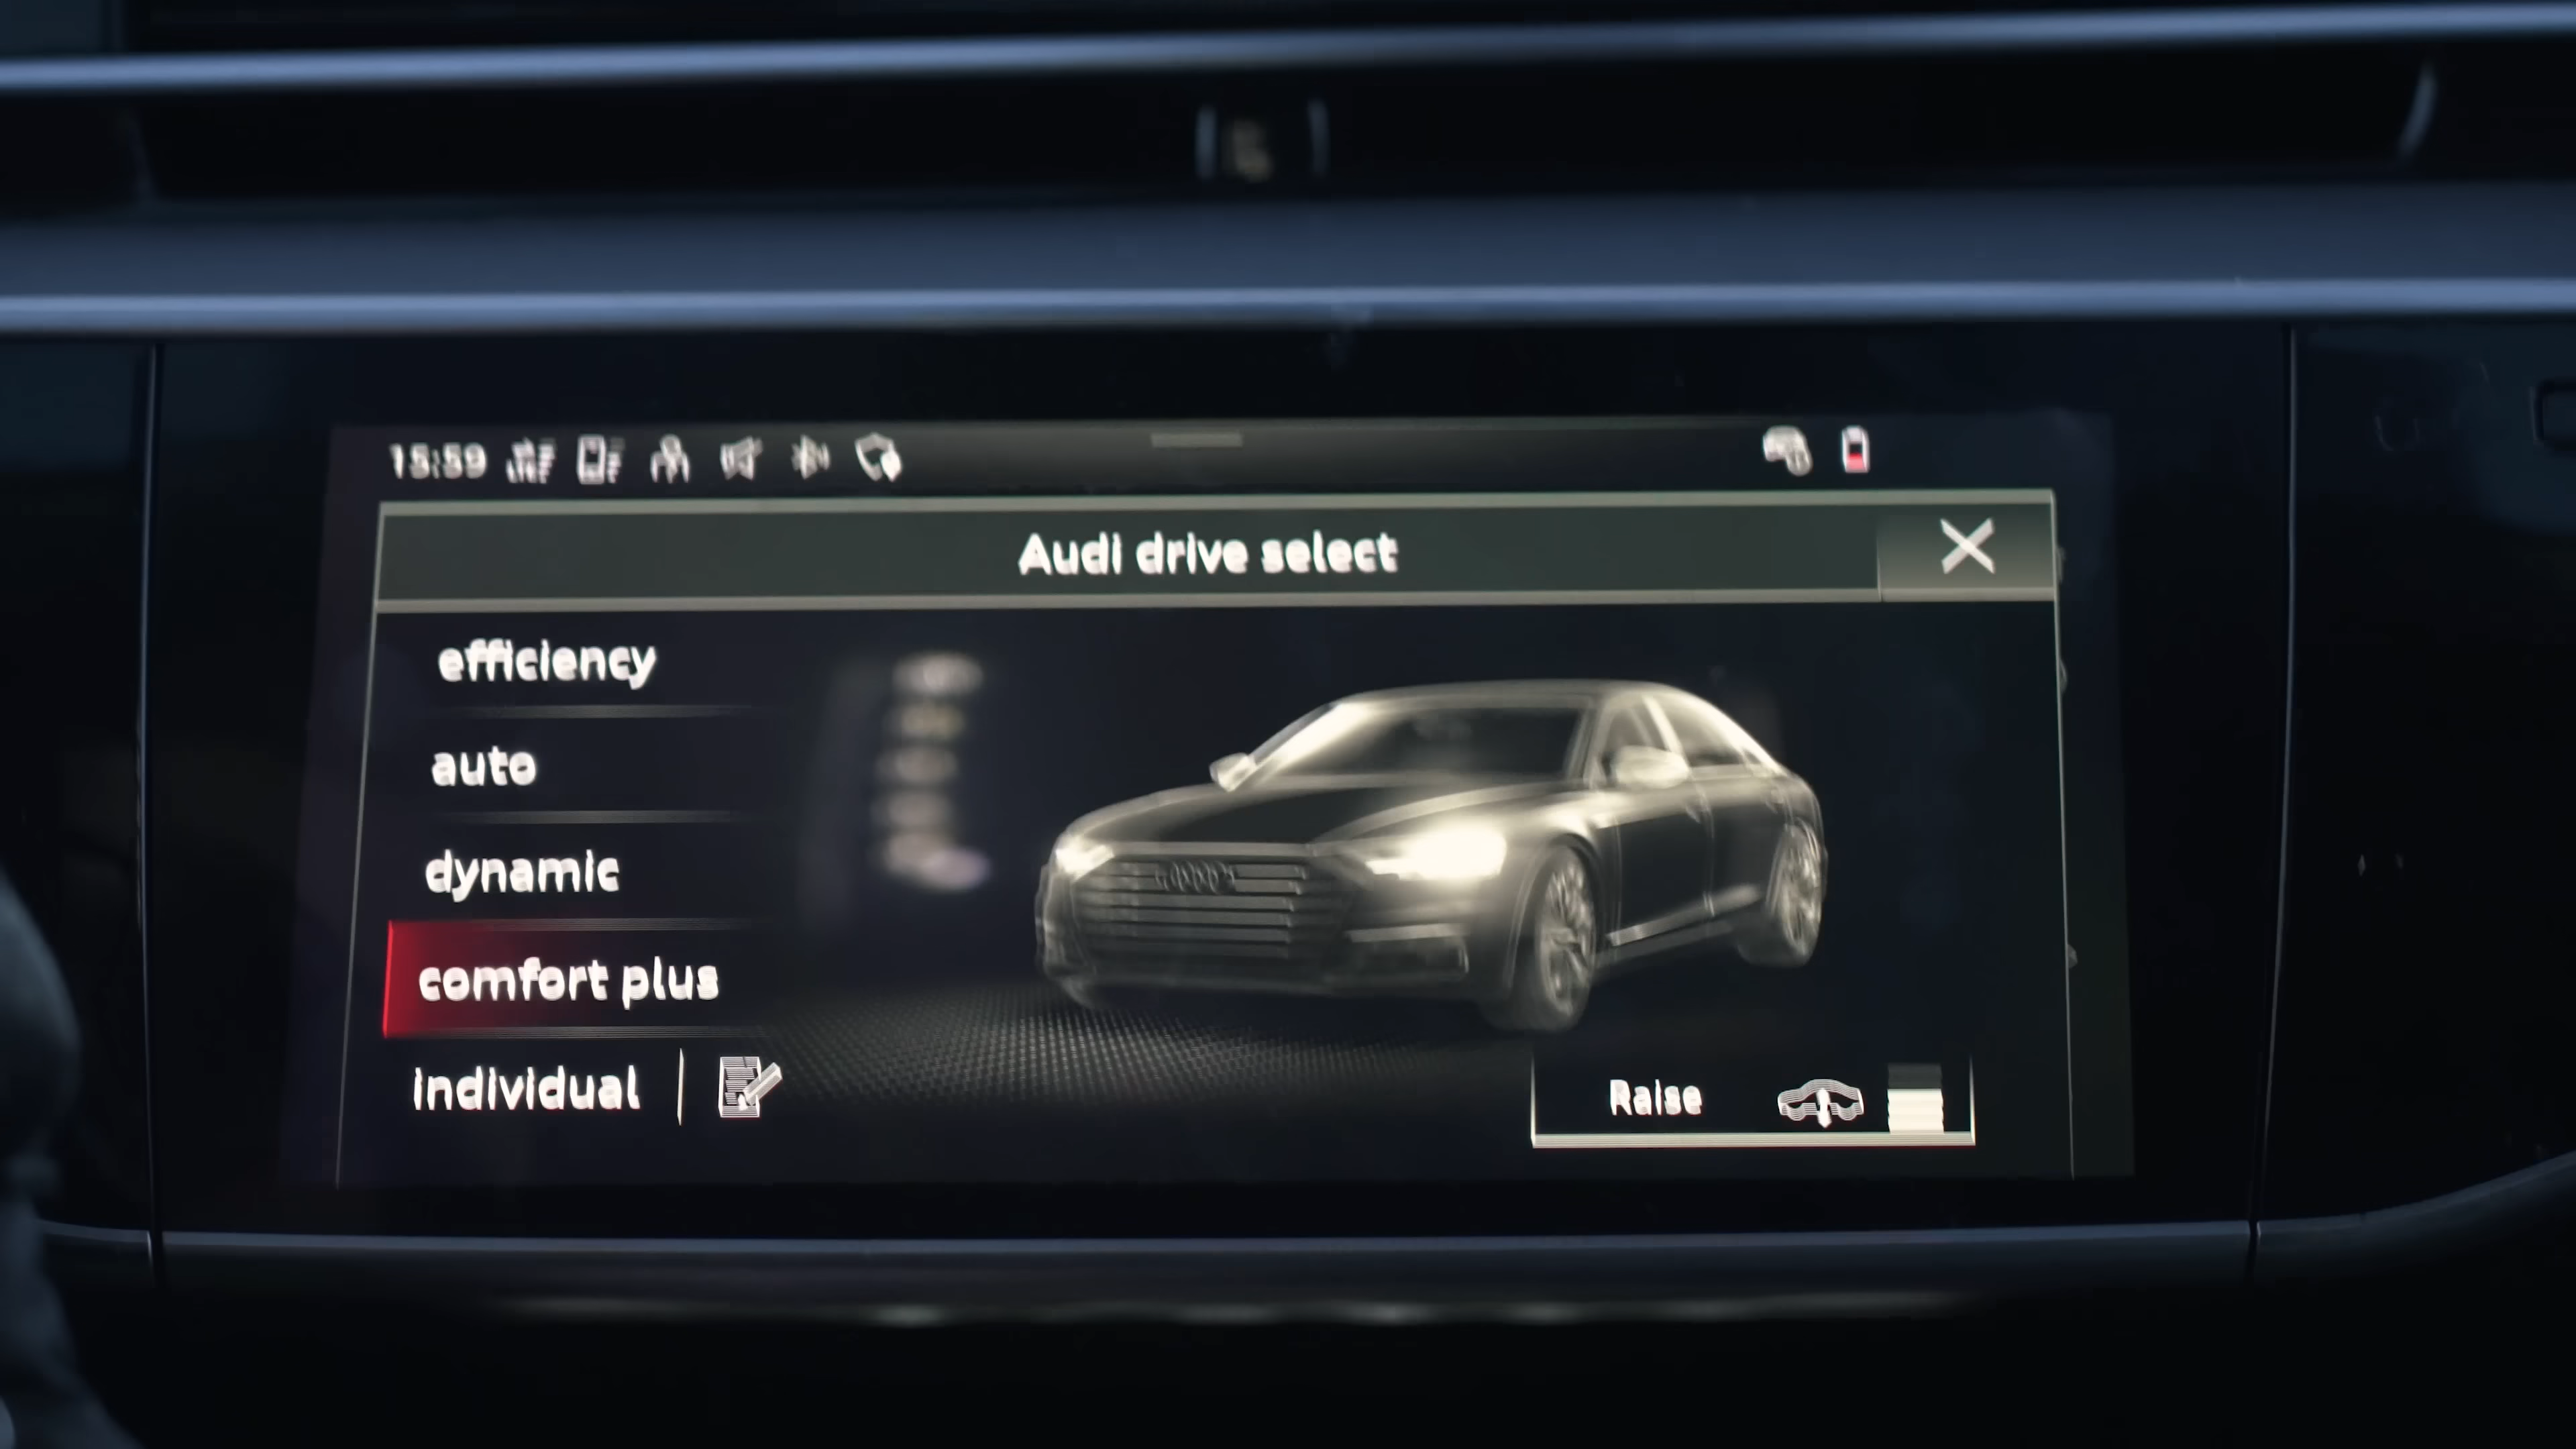 15:59
Audi drive select
efficiency
auto
dynamic
comfort plus
individual
Raise